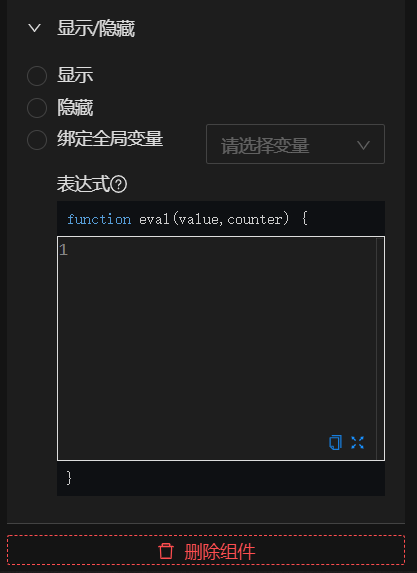 显示/隐藏
显示
隐藏
绑定全局变量 请选择变量
表达式?
function eval(value,counter) {
1
}
删除组件